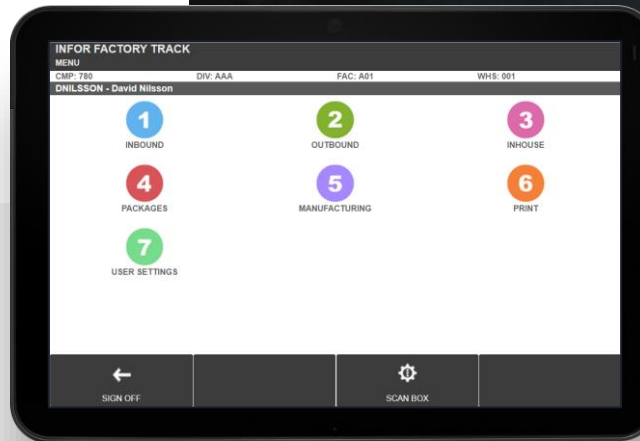 INFOR FACTORY TRACK
MENU
CMP: 780 DIV: AAA FAC: A01 WHS: 001
DNILSSON - David Nilsson
1 2 3
INBOUND OUTBOUND INHOUSE
4 5 6
PACKAGES MANUFACTURING PRINT
7
USER SETTINGS
SIGN OFF SCAN BOX